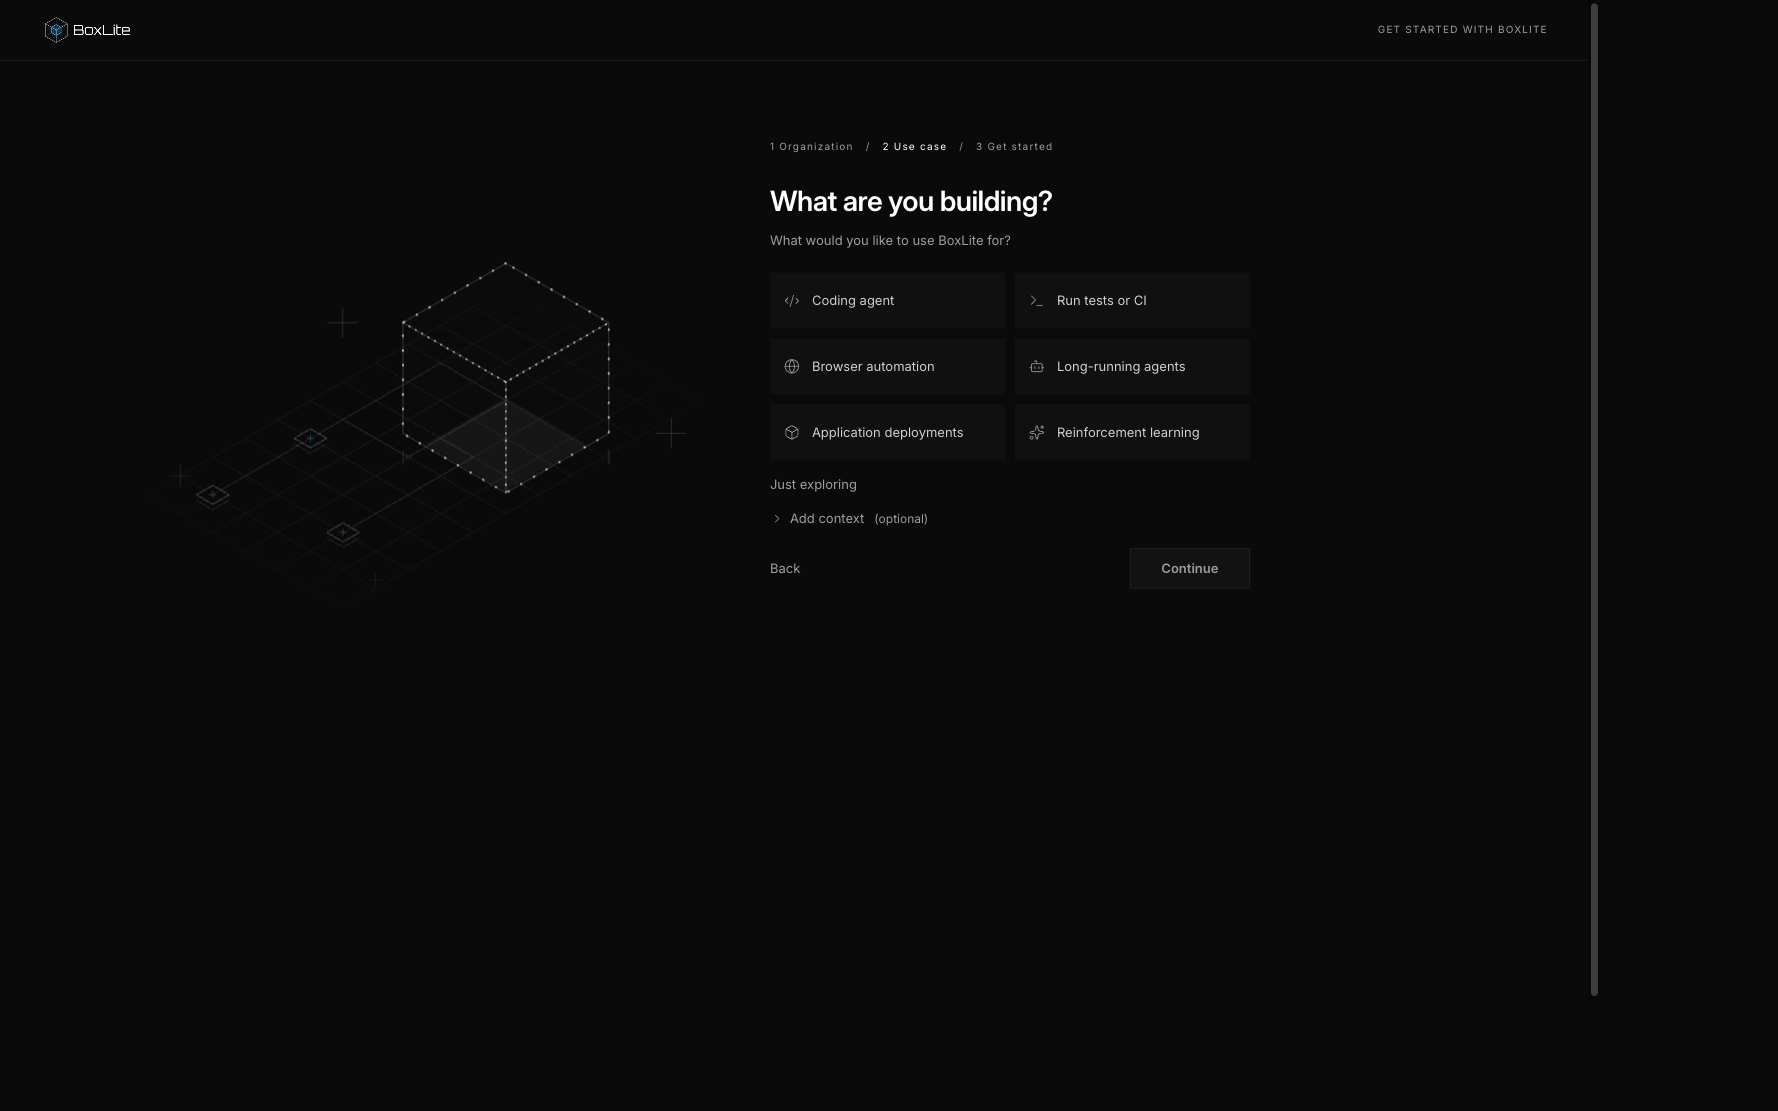 BoxLite
GET STARTED WITH BOXLITE
1 Organization / 2 Use case / 3 Get started
What are you building?
What would you like to use BoxLite for?
Coding agent
Run tests or CI
Browser automation
Long-running agents
Application deployments
Reinforcement learning
Just exploring
Add context (optional)
Back
Continue